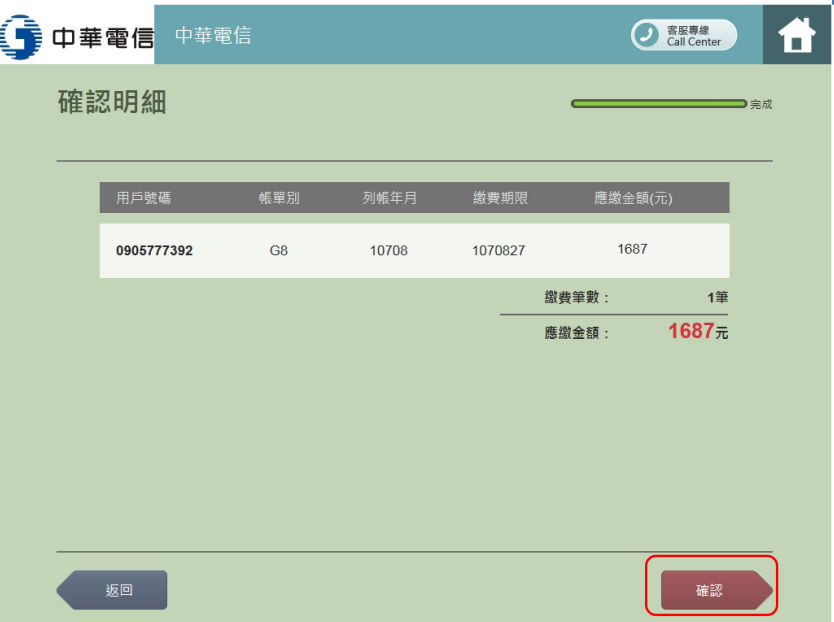 中華電信 中華電信 客服專線
Call Center
確認明細 完成
用戶號碼 帳單別 列帳年月 繳費期限 應繳金額(元)
0905777392 G8 10708 1070827 1687
繳費筆數： 1筆
應繳金額： 1687元
返回 確認